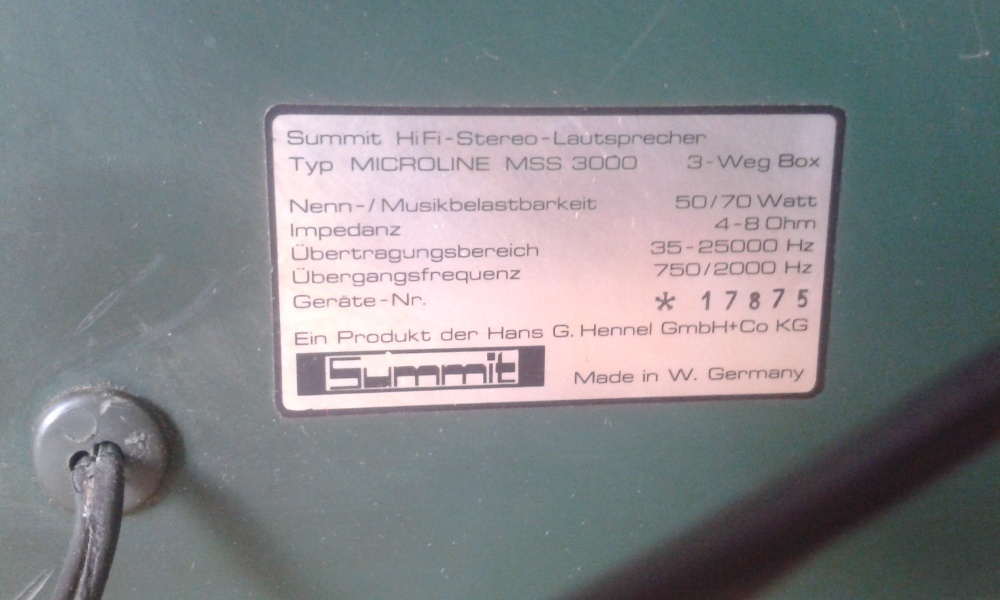 Summit HiFi-Stereo-Lautsprecher
Typ MICROLINE MSS 3000 3-Weg Box
Nenn-/Musikbelastbarkeit 50/70 Watt
Impedanz 4-8 Ohm
Übertragungsbereich 35-25000 Hz
Übergangsfrequenz 750/2000 Hz
Geräte-Nr. * 17875
Ein Produkt der Hans G. Hennel GmbH+Co KG
Summit Made in W. Germany